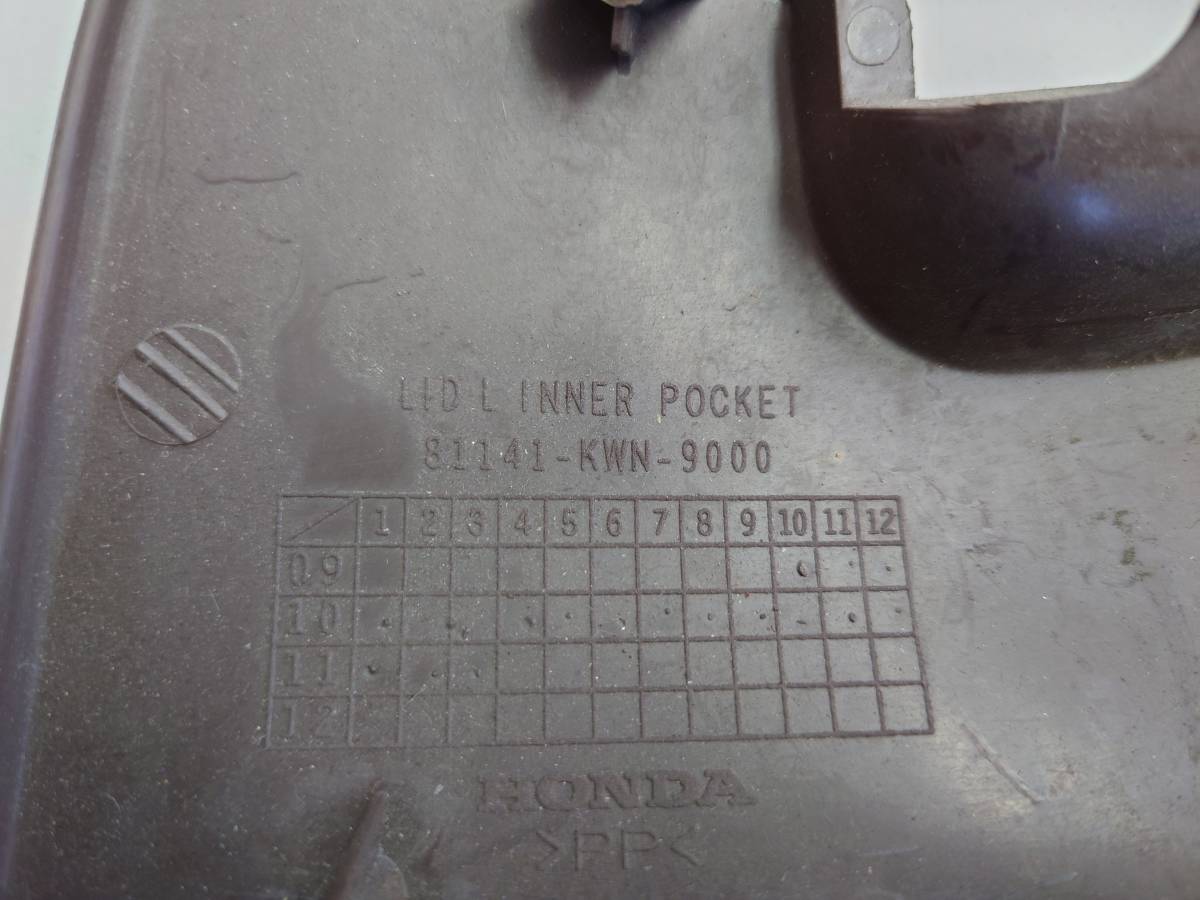 LID L INNER POCKET
81141-KWN-9000
1 2 3 4 5 6 7 8 9 10 11 12
09
10
11
12
HONDA
>PP<